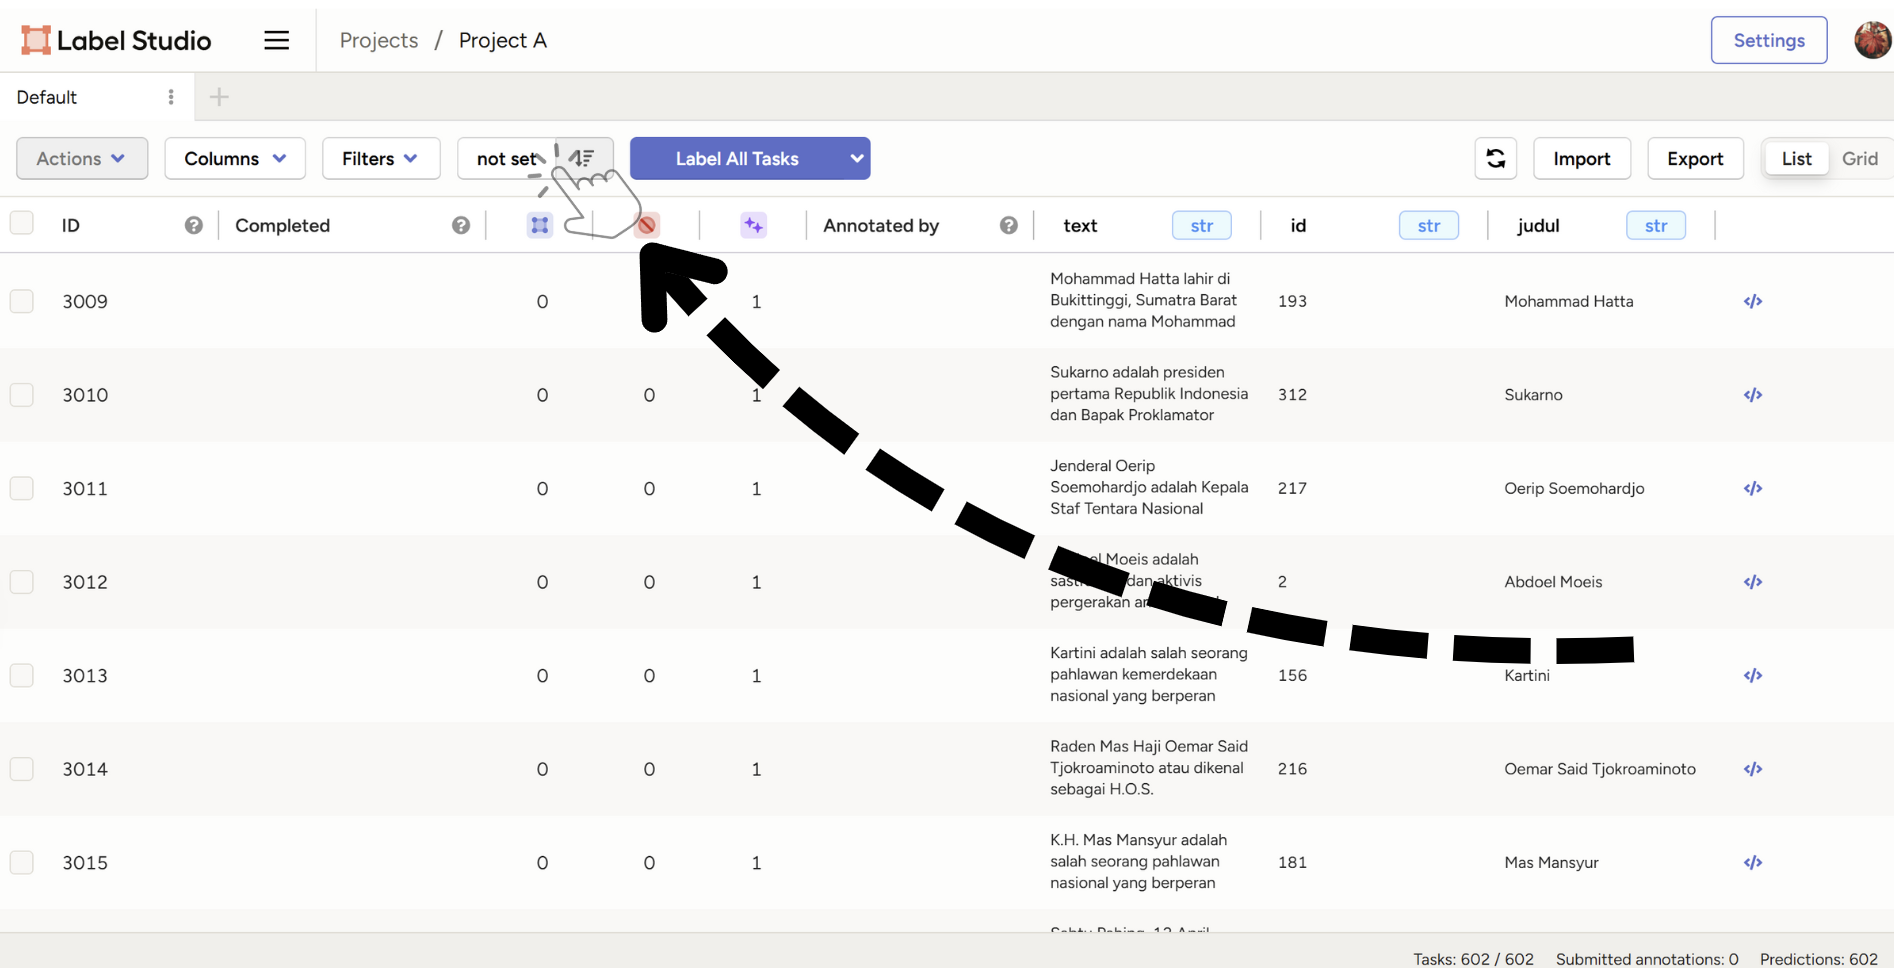 Label Studio
Projects / Project A
Settings
Default
Actions
Columns
Filters
not set
Label All Tasks
Import
Export
List
Grid
ID
Completed
Annotated by
text str
id str
judul str
3009 0 1 Mohammad Hatta lahir di
Bukittinggi, Sumatra Barat
dengan nama Mohammad
193 Mohammad Hatta
3010 0 0 1 Sukarno adalah presiden
pertama Republik Indonesia
dan Bapak Proklamator
312 Sukarno
3011 0 0 1 Jenderal Oerip
Soemohardjo adalah Kepala
Staf Tentara Nasional
217 Oerip Soemohardjo
3012 0 0 1 Moeis adalah
dan aktivis
pergerakan
2 Abdoel Moeis
3013 0 0 1 Kartini adalah salah seorang
pahlawan kemerdekaan
nasional yang berperan
156 Kartini
3014 0 0 1 Raden Mas Haji Oemar Said
Tjokroaminoto atau dikenal
sebagai H.O.S.
216 Oemar Said Tjokroaminoto
3015 0 0 1 K.H. Mas Mansyur adalah
salah seorang pahlawan
nasional yang berperan
181 Mas Mansyur
Tasks: 602 / 602 Submitted annotations: 0 Predictions: 602